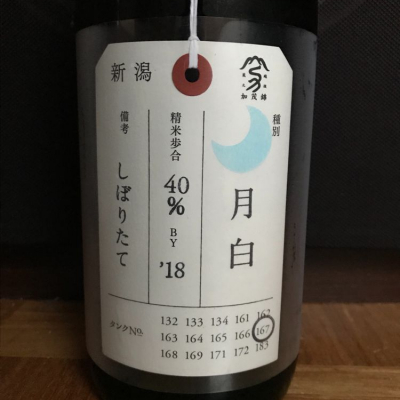 新潟
加茂錦
種別
月白
精米歩合
40%
BY
'18
備考
しぼりたて
タンクNo.
132 133 134 161 162
163 164 165 166 167
168 169 171 172 183